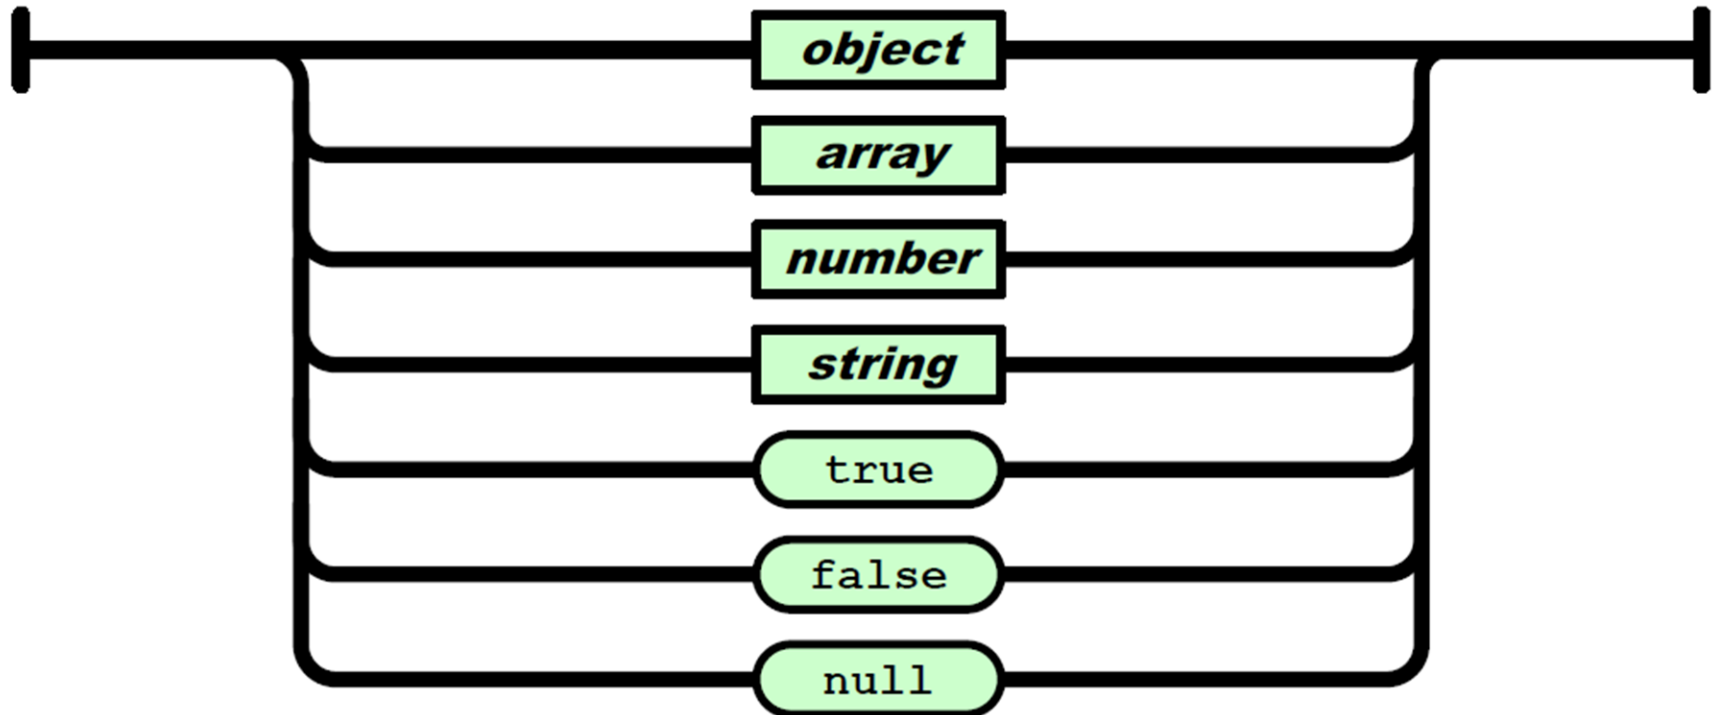 object
array
number
string
true
false
null